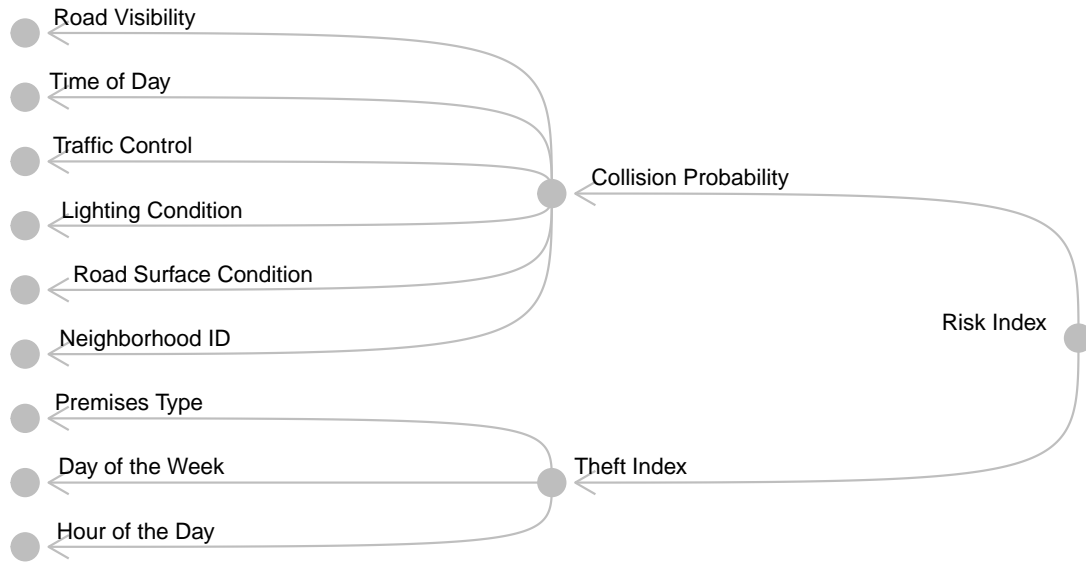 Road Visibility
Time of Day
Traffic Control
Lighting Condition
Road Surface Condition
Neighborhood ID
Premises Type
Day of the Week
Hour of the Day
Collision Probability
Theft Index
Risk Index